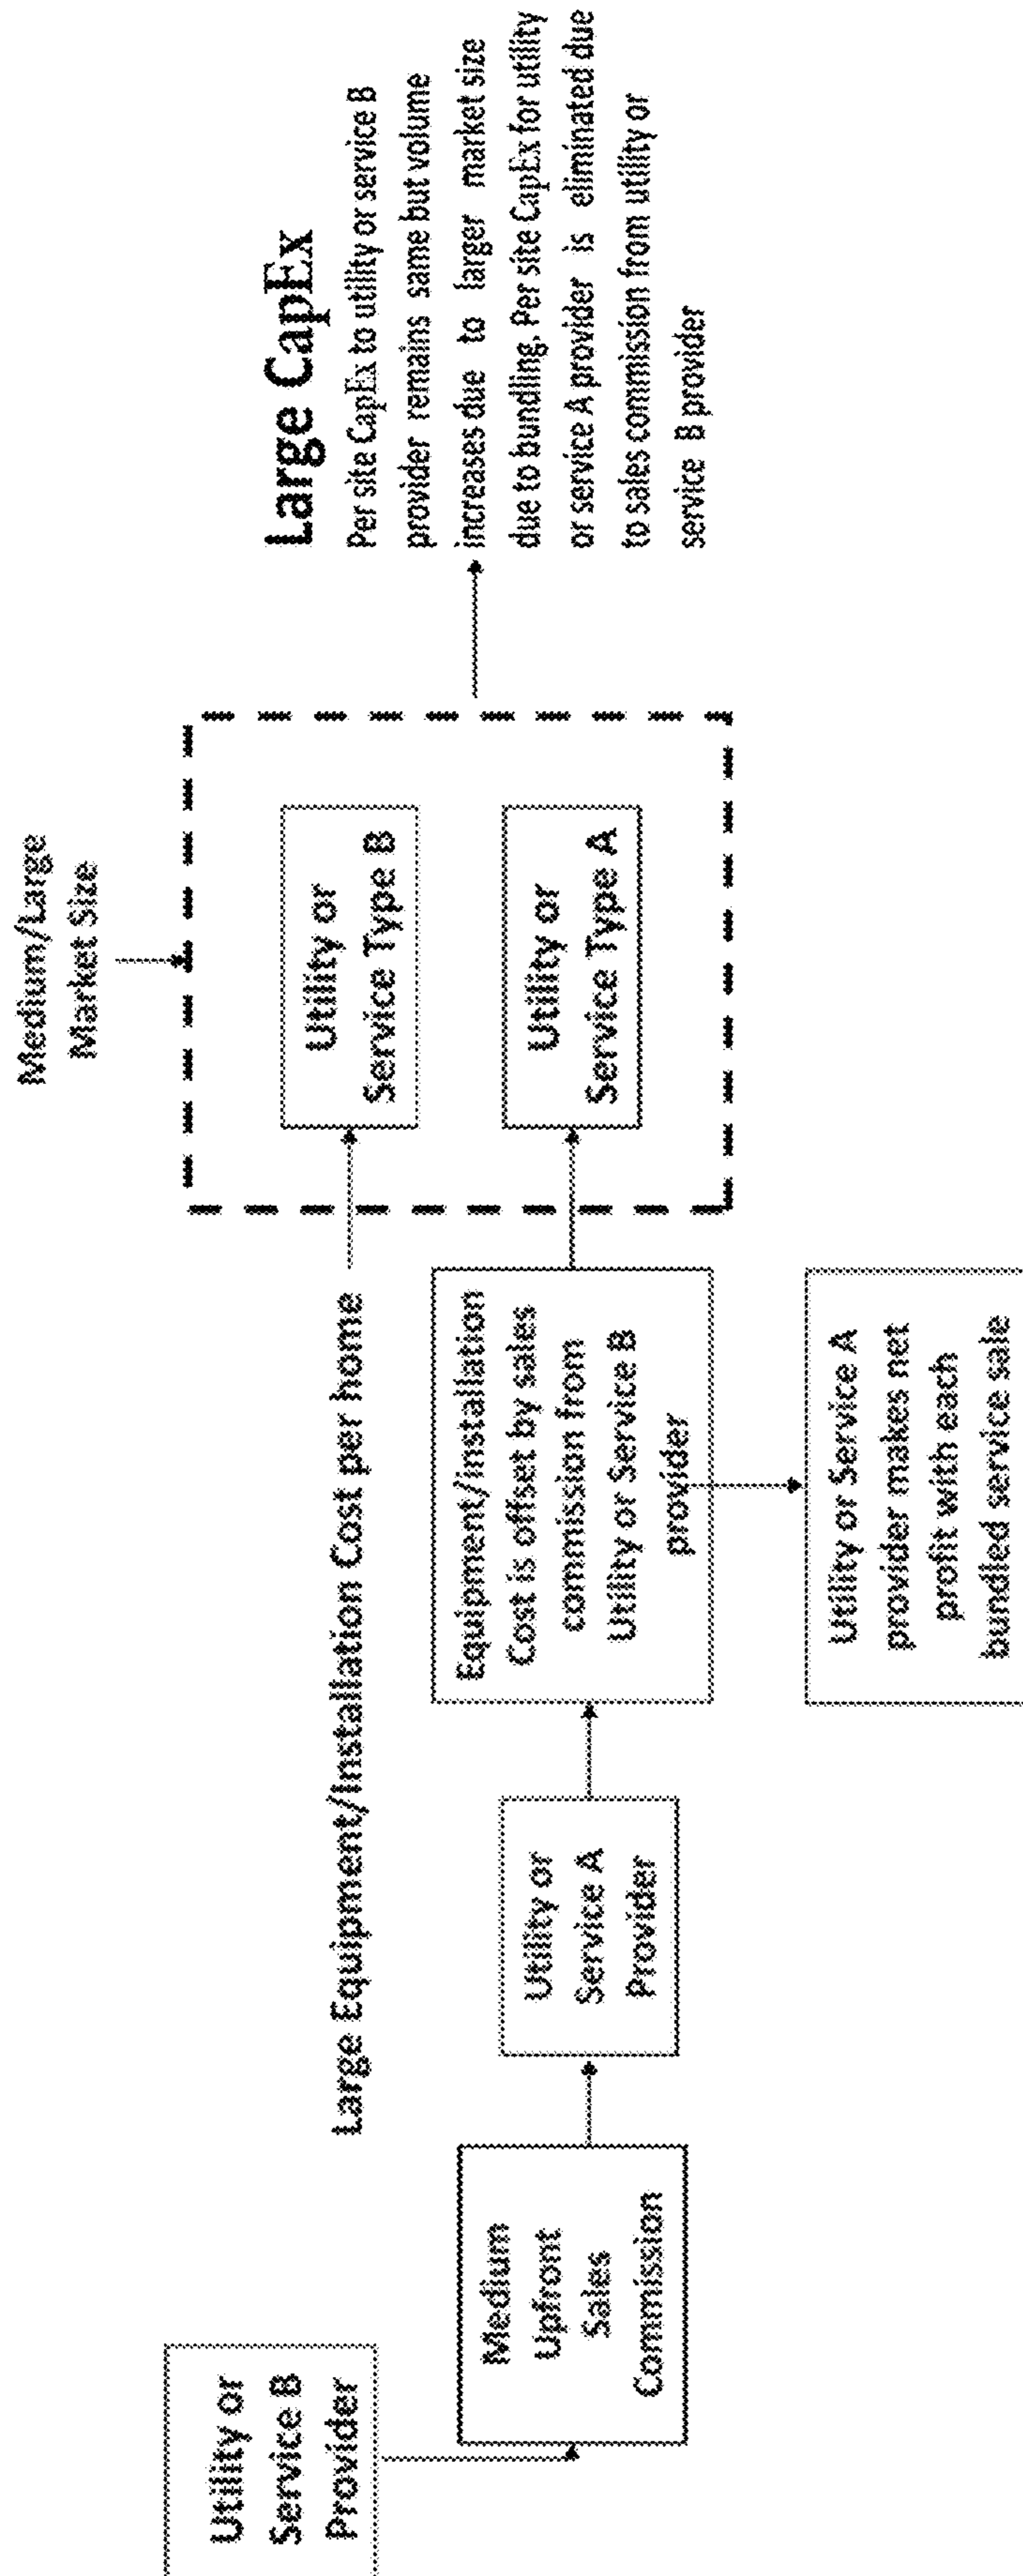 Utility or
Service B
Provider
Medium
Upfront
Sales
Commission
Utility or
Service A
Provider
Large Equipment/Installation Cost per home
Equipment/Installation
Cost is offset by sales
commission from
Utility or Service B
provider
Utility or Service A
provider makes net
profit with each
bundled service sale
Medium/Large
Market Size
Utility or
Service Type B
Utility or
Service Type A
Large CapEx
Per site CapEx to utility or service B
provider remains same but volume
increases due to larger market size
due to bundling. Per site CapEx for utility
or service A provider is eliminated due
to sales commission from utility or
service B provider